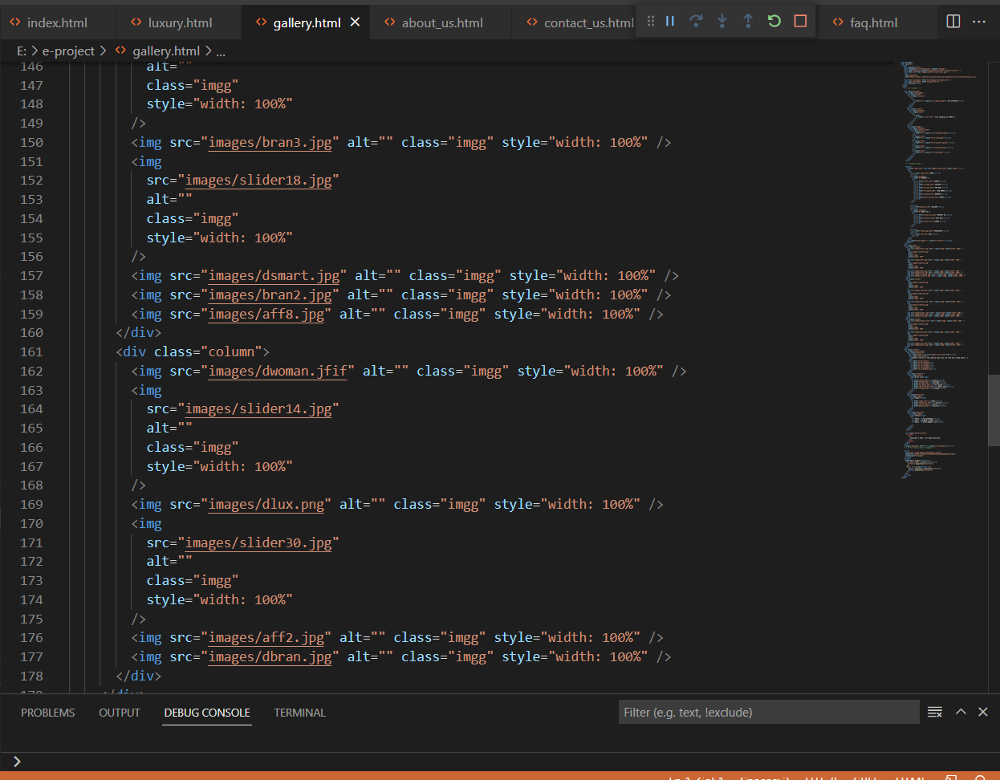 index.html luxury.html gallery.html about_us.html contact_us.html faq.html
E: > e-project > gallery.html > ...
146 alt=""
147 class="imgg"
148 style="width: 100%"
149 />
150 <img src="images/bran3.jpg" alt="" class="imgg" style="width: 100%" />
151 <img
152 src="images/slider18.jpg"
153 alt=""
154 class="imgg"
155 style="width: 100%"
156 />
157 <img src="images/dsmart.jpg" alt="" class="imgg" style="width: 100%" />
158 <img src="images/bran2.jpg" alt="" class="imgg" style="width: 100%" />
159 <img src="images/aff8.jpg" alt="" class="imgg" style="width: 100%" />
160 </div>
161 <div class="column">
162 <img src="images/dwoman.jfif" alt="" class="imgg" style="width: 100%" />
163 <img
164 src="images/slider14.jpg"
165 alt=""
166 class="imgg"
167 style="width: 100%"
168 />
169 <img src="images/dlux.png" alt="" class="imgg" style="width: 100%" />
170 <img
171 src="images/slider30.jpg"
172 alt=""
173 class="imgg"
174 style="width: 100%"
175 />
176 <img src="images/aff2.jpg" alt="" class="imgg" style="width: 100%" />
177 <img src="images/dbran.jpg" alt="" class="imgg" style="width: 100%" />
178 </div>
179 </div>
PROBLEMS OUTPUT DEBUG CONSOLE TERMINAL Filter (e.g. text, !exclude)